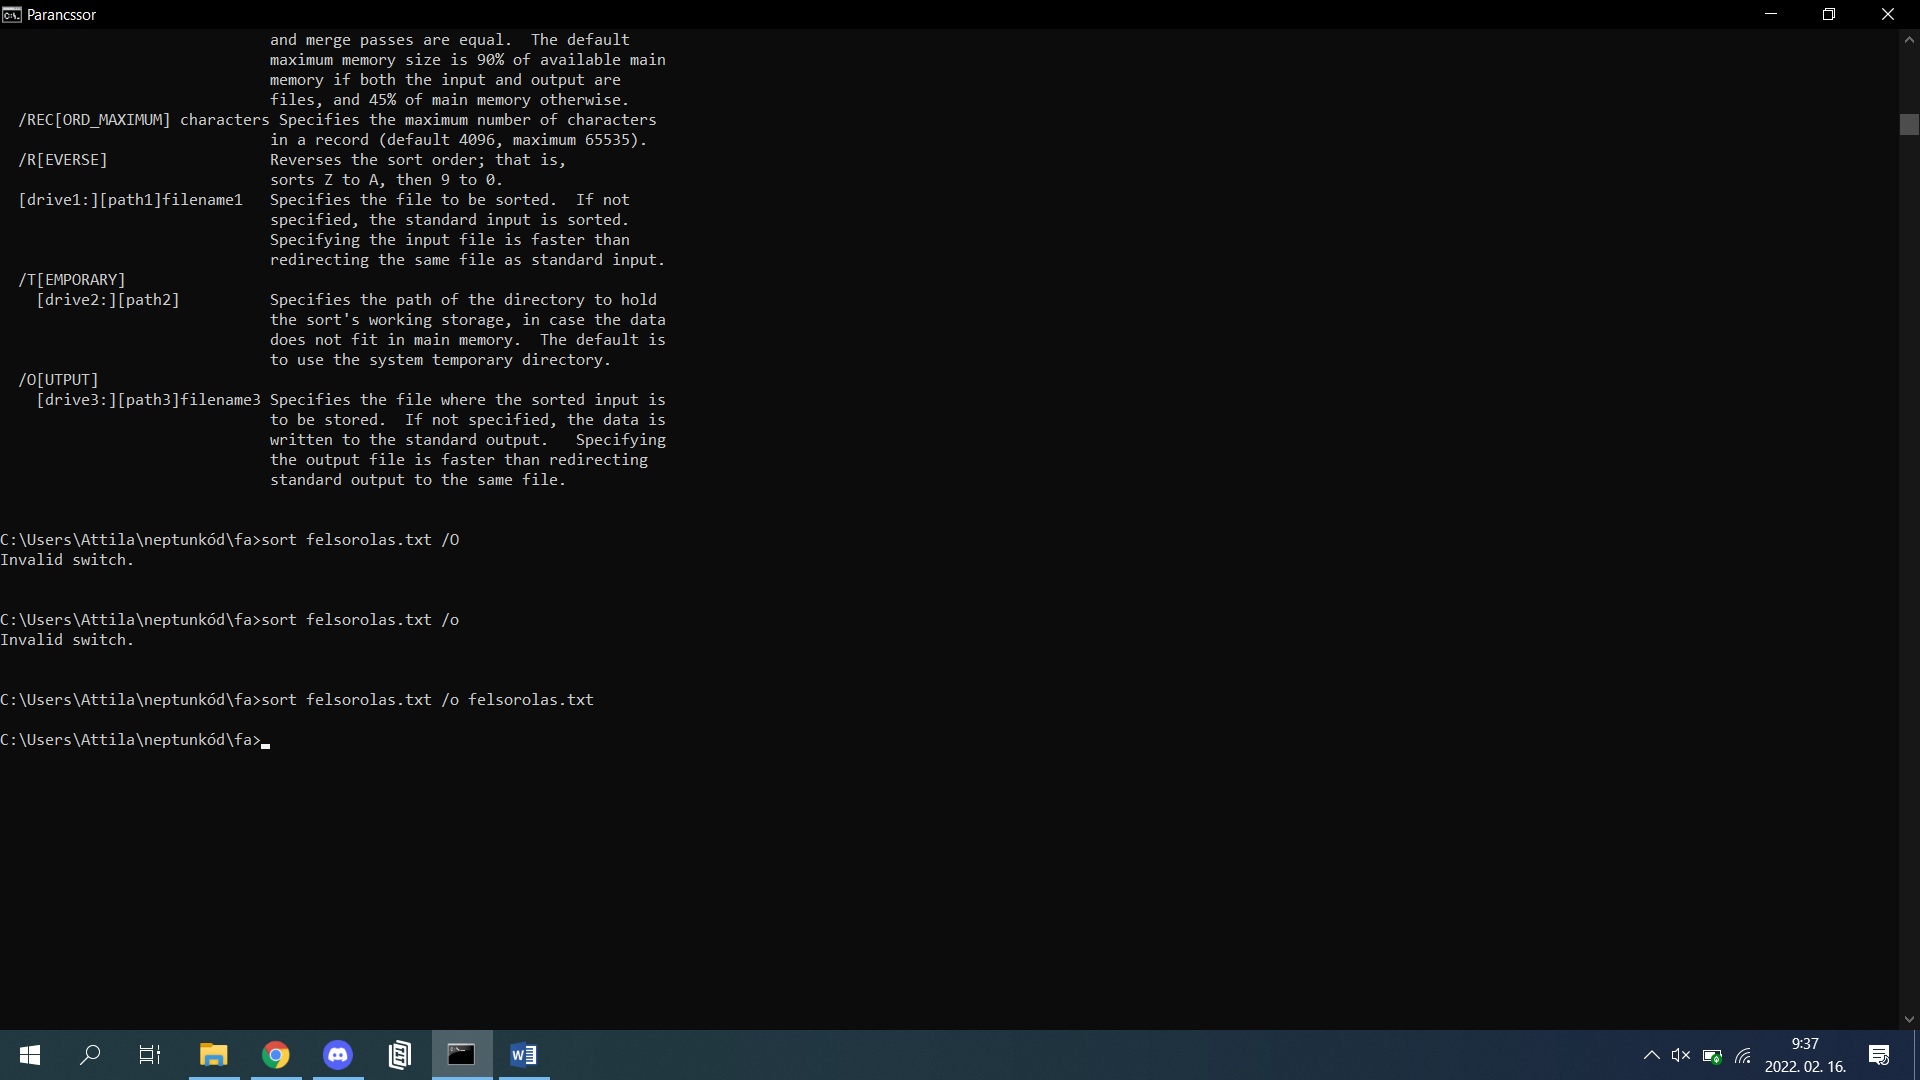 Parancssor
and merge passes are equal.  The default
maximum memory size is 90% of available main
memory if both the input and output are
files, and 45% of main memory otherwise.
/REC[ORD_MAXIMUM] characters Specifies the maximum number of characters
in a record (default 4096, maximum 65535).
/R[EVERSE]                  Reverses the sort order; that is,
sorts Z to A, then 9 to 0.
[drive1:][path1]filename1   Specifies the file to be sorted.  If not
specified, the standard input is sorted.
Specifying the input file is faster than
redirecting the same file as standard input.
/T[EMPORARY]
[drive2:][path2]          Specifies the path of the directory to hold
the sort's working storage, in case the data
does not fit in main memory.  The default is
to use the system temporary directory.
/O[UTPUT]
[drive3:][path3]filename3 Specifies the file where the sorted input is
to be stored.  If not specified, the data is
written to the standard output.   Specifying
the output file is faster than redirecting
standard output to the same file.
C:\Users\Attila\neptunkód\fa>sort felsorolas.txt /O
Invalid switch.
C:\Users\Attila\neptunkód\fa>sort felsorolas.txt /o
Invalid switch.
C:\Users\Attila\neptunkód\fa>sort felsorolas.txt /o felsorolas.txt
C:\Users\Attila\neptunkód\fa>
9:37
2022. 02. 16.